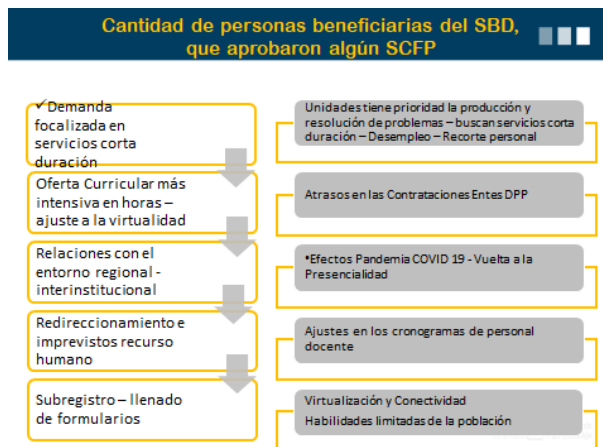 Cantidad de personas beneficiarias del SBD,
que aprobaron algún SCFP
✓Demanda
focalizada en
servicios corta
duración
Oferta Curricular más
intensiva en horas –
ajuste a la virtualidad
Relaciones con el
entorno regional -
interinstitucional
Redireccionamiento e
imprevistos recurso
humano
Subregistro – llenado
de formularios
Unidades tiene prioridad la producción y
resolución de problemas – buscan servicios corta
duración – Desempleo – Recorte personal
Atrasos en las Contrataciones Entes DPP
•Efectos Pandemia COVID 19 - Vuelta a la
Presencialidad
Ajustes en los cronogramas de personal
docente
Virtualización y Conectividad
Habilidades limitadas de la población